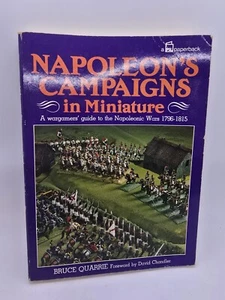 a
paperback
NAPOLEON'S
CAMPAIGNS
in Miniature
A wargamers' guide to the Napoleonic Wars 1796-1815
BRUCE QUARRIE Foreword by David Chandler